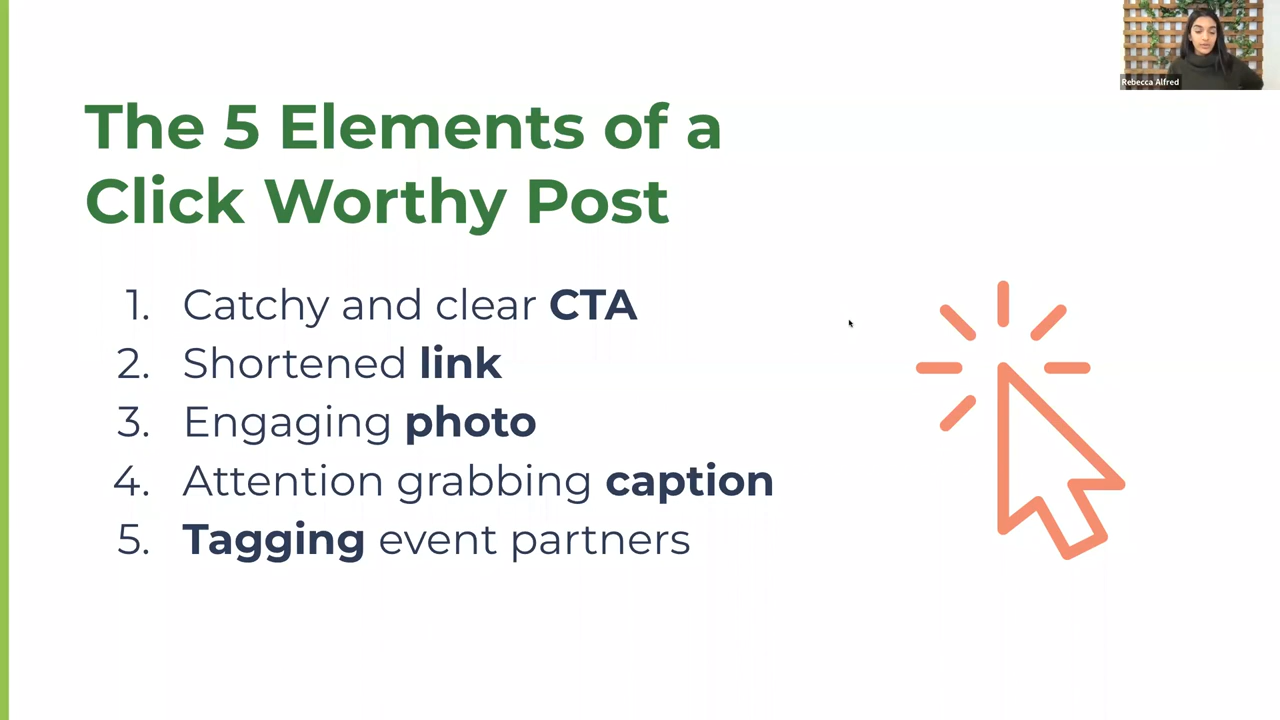 Rebecca Alfred
The 5 Elements of a
Click Worthy Post
1. Catchy and clear CTA
2. Shortened link
3. Engaging photo
4. Attention grabbing caption
5. Tagging event partners